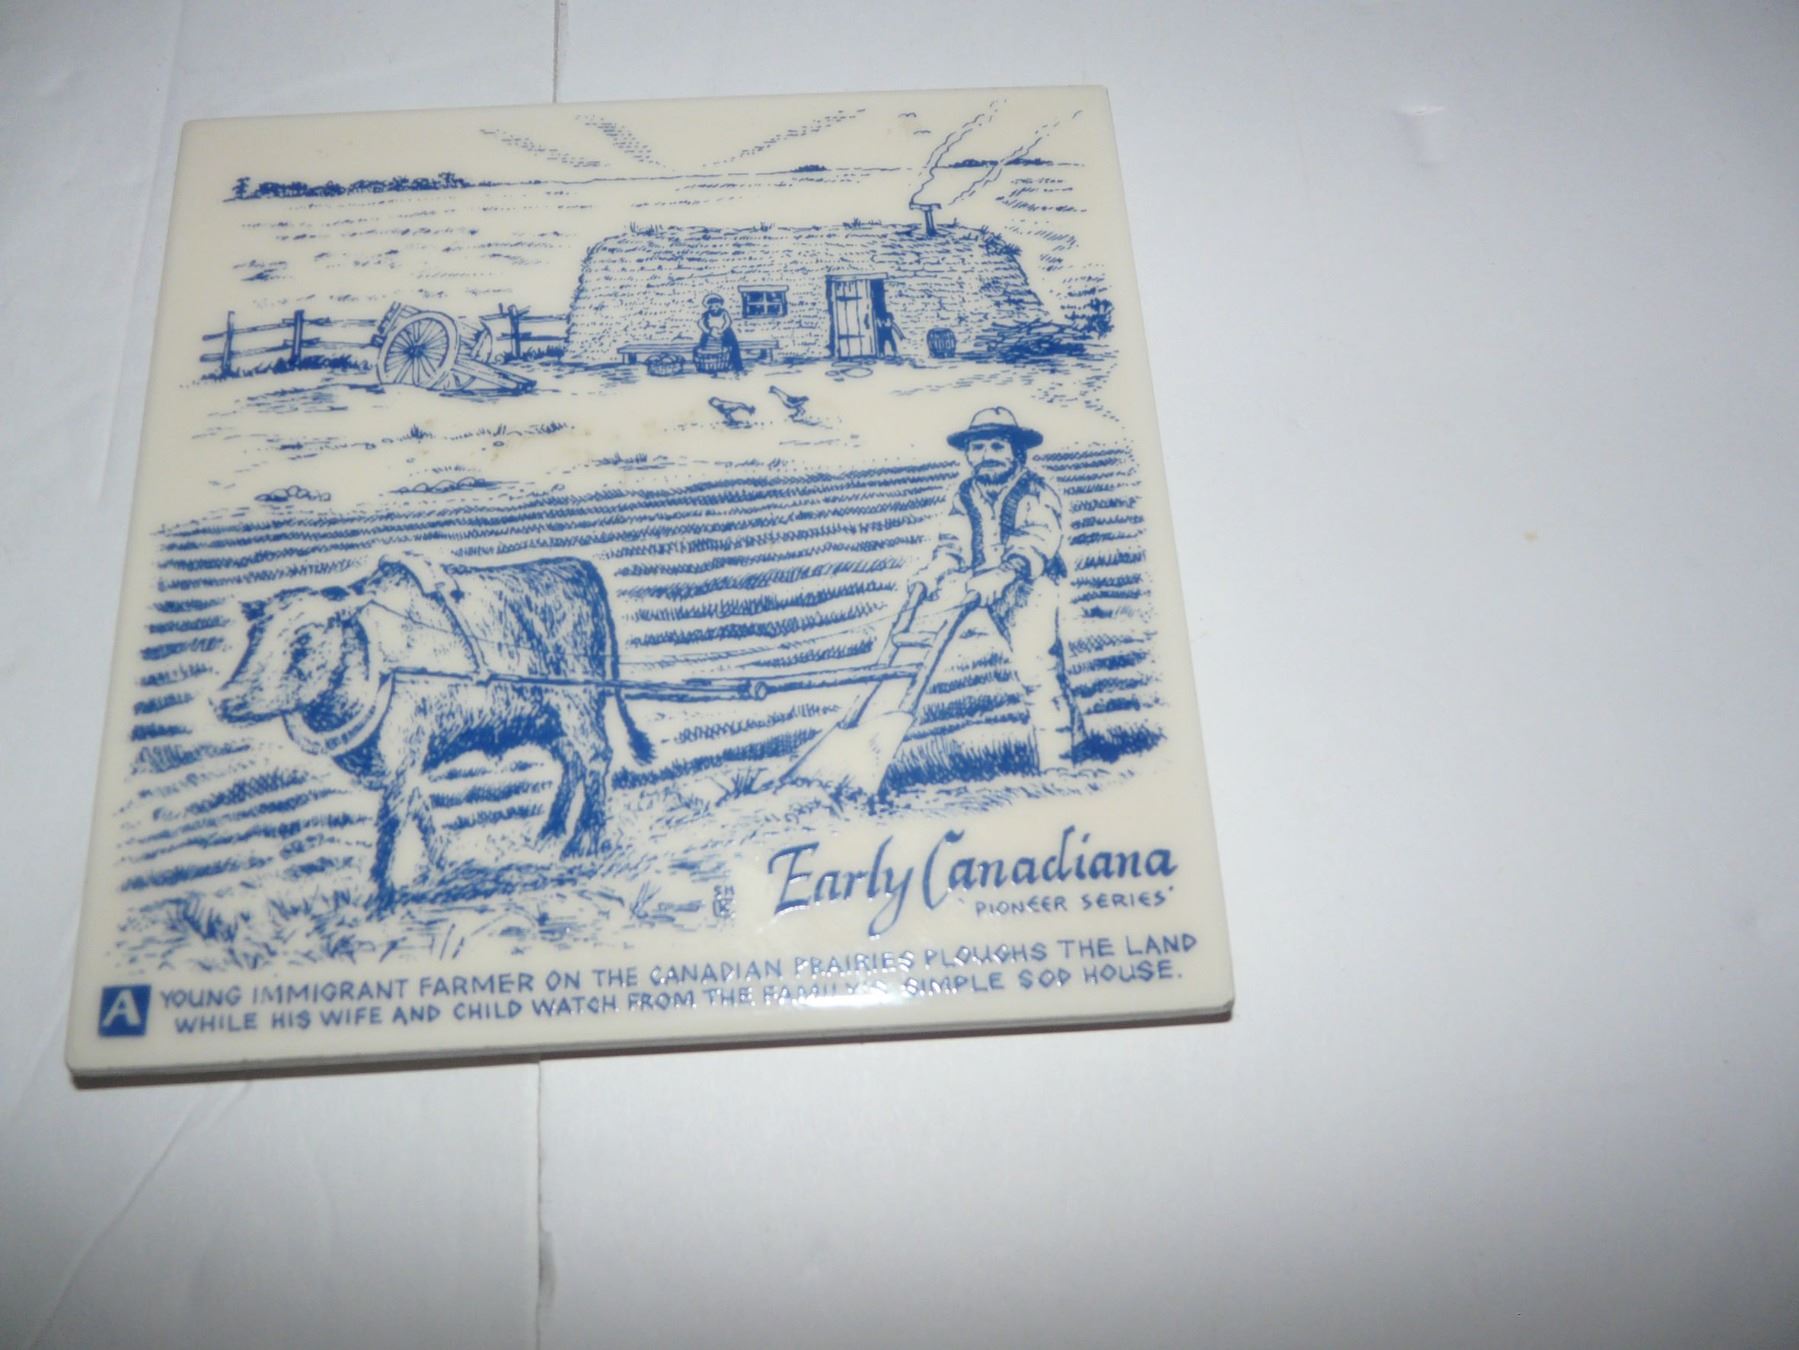 Early Canadiana
'PIONEER SERIES'
A YOUNG IMMIGRANT FARMER ON THE CANADIAN PRAIRIES PLOUGHS THE LAND
WHILE HIS WIFE AND CHILD WATCH FROM THE FAMILY'S SIMPLE SOD HOUSE.